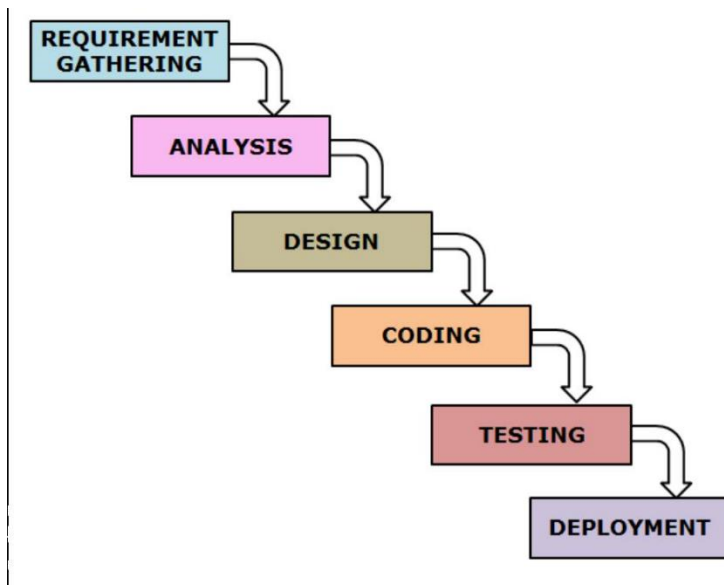 REQUIREMENT
GATHERING
ANALYSIS
DESIGN
CODING
TESTING
DEPLOYMENT